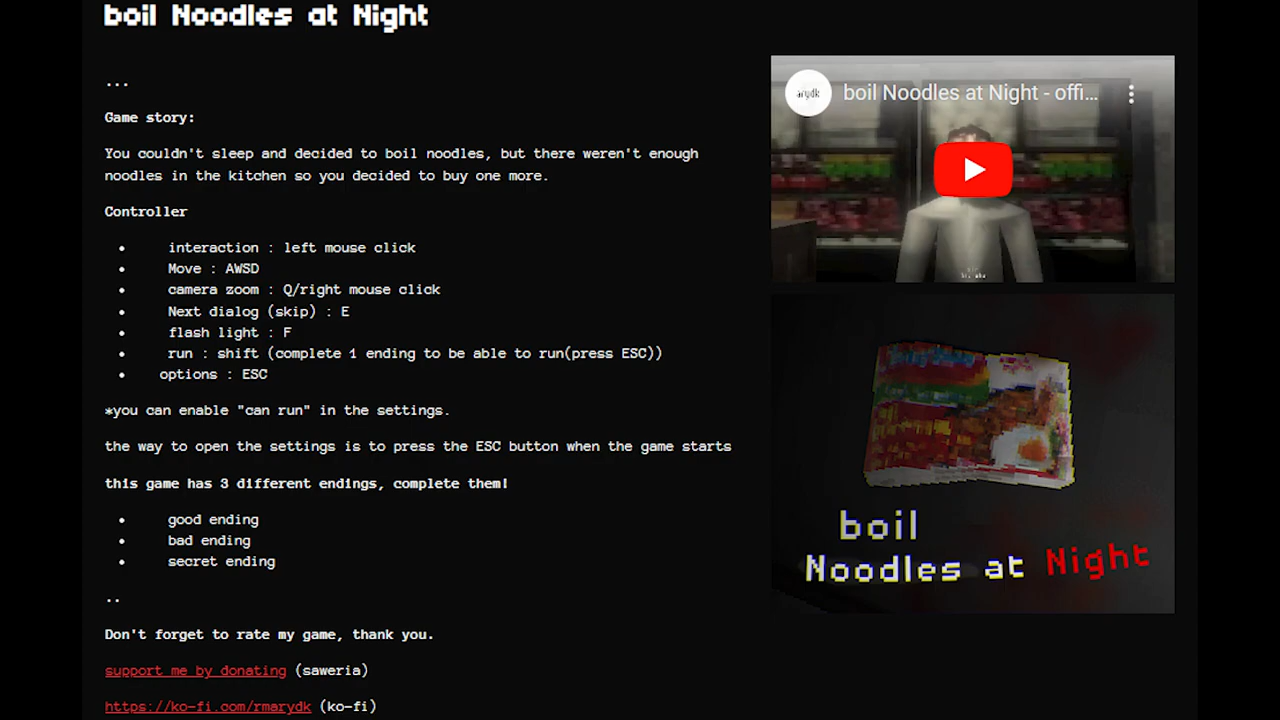 boil Noodles at Night
...
Game story:
You couldn't sleep and decided to boil noodles, but there weren't enough
noodles in the kitchen so you decided to buy one more.
Controller
interaction : left mouse click
Move : AWSD
camera zoom : Q/right mouse click
Next dialog (skip) : E
flash light : F
run : shift (complete 1 ending to be able to run(press ESC))
options : ESC
*you can enable "can run" in the settings.
the way to open the settings is to press the ESC button when the game starts
this game has 3 different endings, complete them!
good ending
bad ending
secret ending
..
Don't forget to rate my game, thank you.
support me by donating (saweria)
https://ko-fi.com/rmarydk (ko-fi)
arydk
boil Noodles at Night - offi...
boil
Noodles at Night